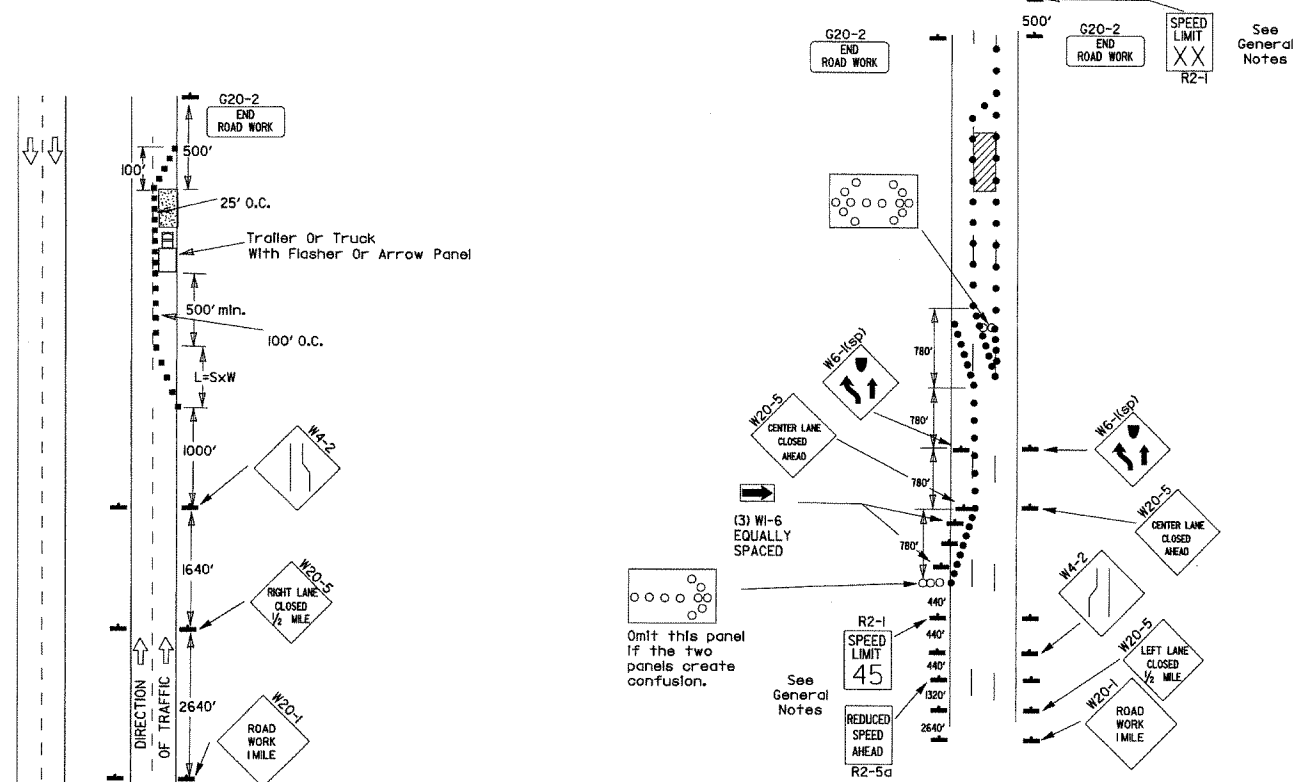 G20-2
END
ROAD WORK
100'
500'
25' O.C.
Trailer Or Truck
With Flasher Or Arrow Panel
500' min.
100' O.C.
L=SxW
1000'
W4-2
1640'
W20-5
RIGHT LANE
CLOSED
1/2 MILE
DIRECTION
OF TRAFFIC
2640'
W20-1
ROAD
WORK
1 MILE
500'
SPEED
LIMIT
XX
R2-1
See
General
Notes
G20-2
END
ROAD WORK
G20-2
END
ROAD WORK
780'
W6-1(sp)
W20-5
CENTER LANE
CLOSED
AHEAD
780'
780'
W6-1(sp)
(3) W1-6
EQUALLY
SPACED
780'
W20-5
CENTER LANE
CLOSED
AHEAD
Omit this panel
if the two
panels create
confusion.
440'
R2-1
SPEED
LIMIT
45
440'
440'
See
General
Notes
1320'
REDUCED
SPEED
AHEAD
R2-5a
2640'
W4-2
W20-5
LEFT LANE
CLOSED
1/2 MILE
W20-1
ROAD
WORK
1 MILE